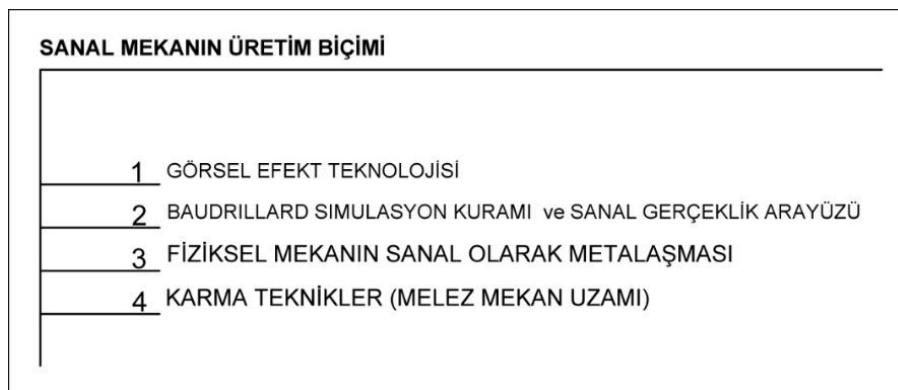 SANAL MEKANIN ÜRETİM BİÇİMİ
1 GÖRSEL EFEKT TEKNOLOJİSİ
2 BAUDRILLARD SIMULASYON KURAMI ve SANAL GERÇEKLİK ARAYÜZÜ
3 FİZİKSEL MEKANIN SANAL OLARAK METALAŞMASI
4 KARMA TEKNİKLER (MELEZ MEKAN UZAMI)